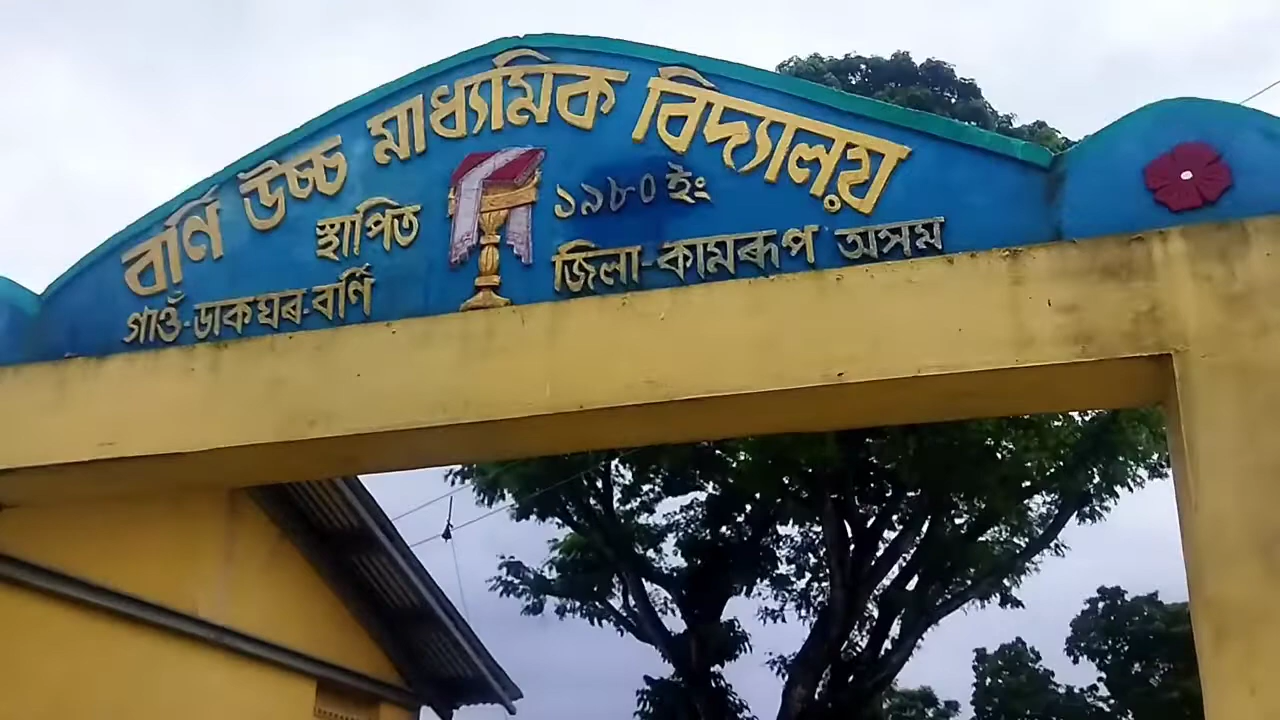 বৰ্ণি উচ্চ মাধ্যমিক বিদ্যালয়
স্থাপিত ১৯৮০ ইং
গাওঁ-ডাকঘৰ-বৰ্ণি জিলা-কামৰূপ অসম